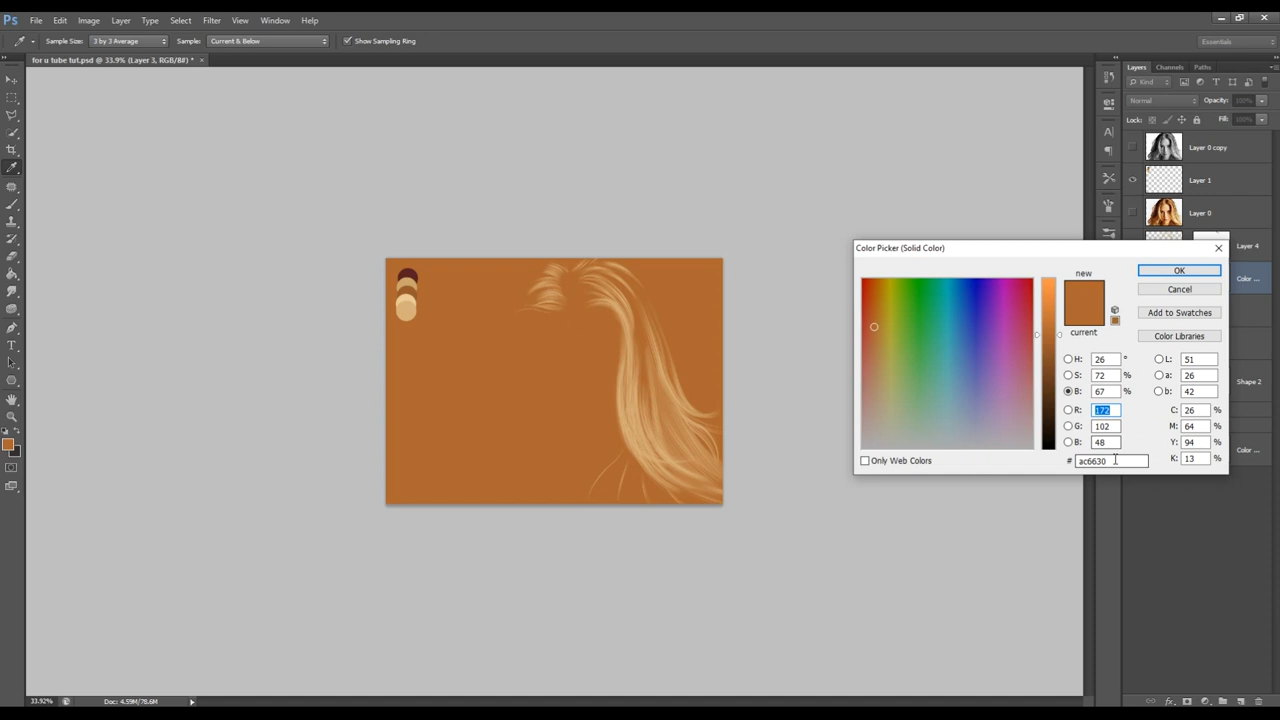 Ps File Edit Image Layer Type Select Filter View Window Help
Sample Size: 3 by 3 Average Sample: Current & Below Show Sampling Ring Essentials
for u tube tut.psd @ 33.9% (Layer 3, RGB/8#) * ×
Layers Channels Paths
Kind
Normal Opacity: 100%
Lock: Fill: 100%
Layer 0 copy
Layer 1
Layer 0
Layer 4
Color ...
Shape 2
Color ...
Color Picker (Solid Color)
new
current
OK
Cancel
Add to Swatches
Color Libraries
H: 26 ° L: 51
S: 72 % a: 26
B: 67 % b: 42
R: 172 C: 26 %
G: 102 M: 64 %
B: 48 Y: 94 %
# ac6630 K: 13 %
Only Web Colors
33.92% Doc: 4.59M/78.6M